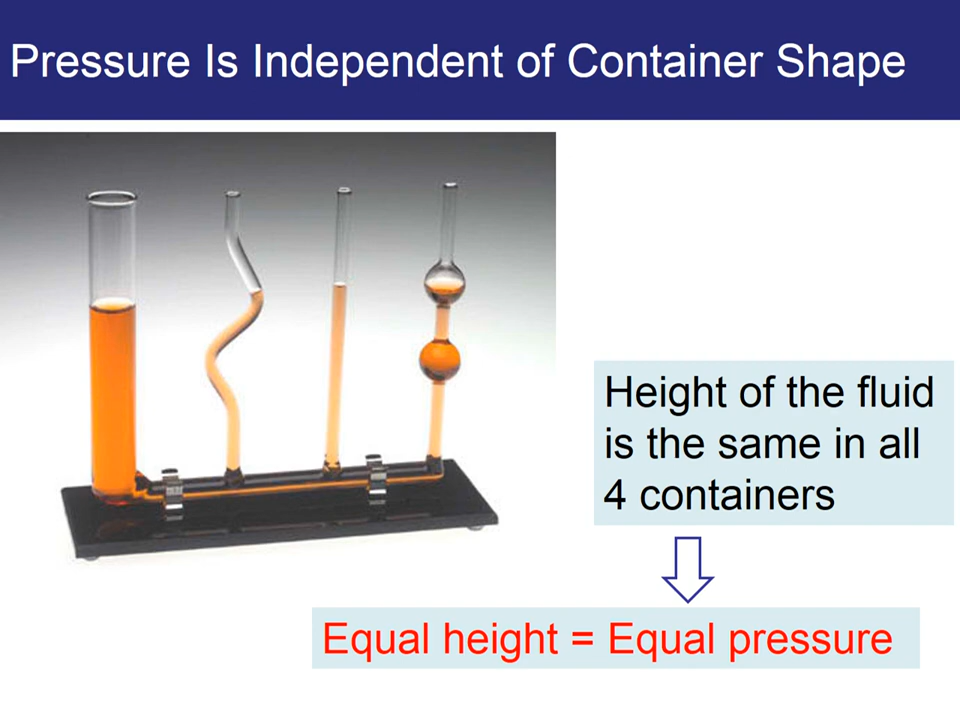 Pressure Is Independent of Container Shape
Height of the fluid
is the same in all
4 containers
Equal height = Equal pressure